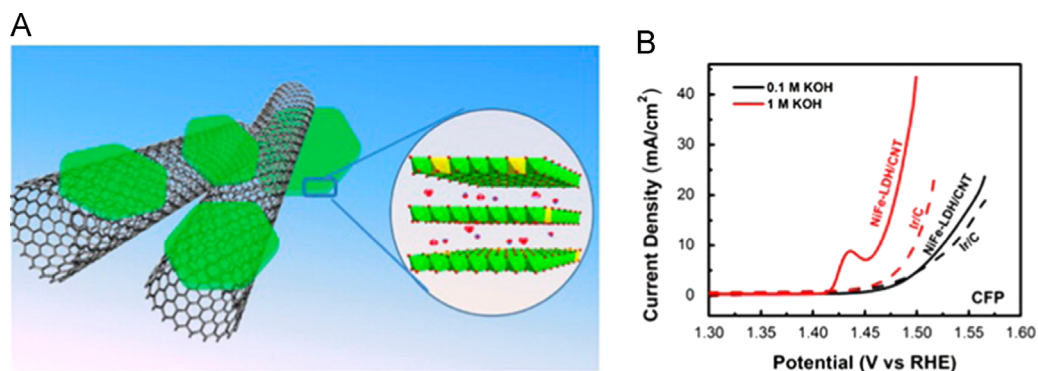 A
B
0.1 M KOH
1 M KOH
40
30
20
10
0
Current Density (mA/cm²)
NiFe-LDH/CNT
Ir/C
NiFe-LDH/CNT
Ir/C
CFP
1.30 1.35 1.40 1.45 1.50 1.55 1.60
Potential (V vs RHE)